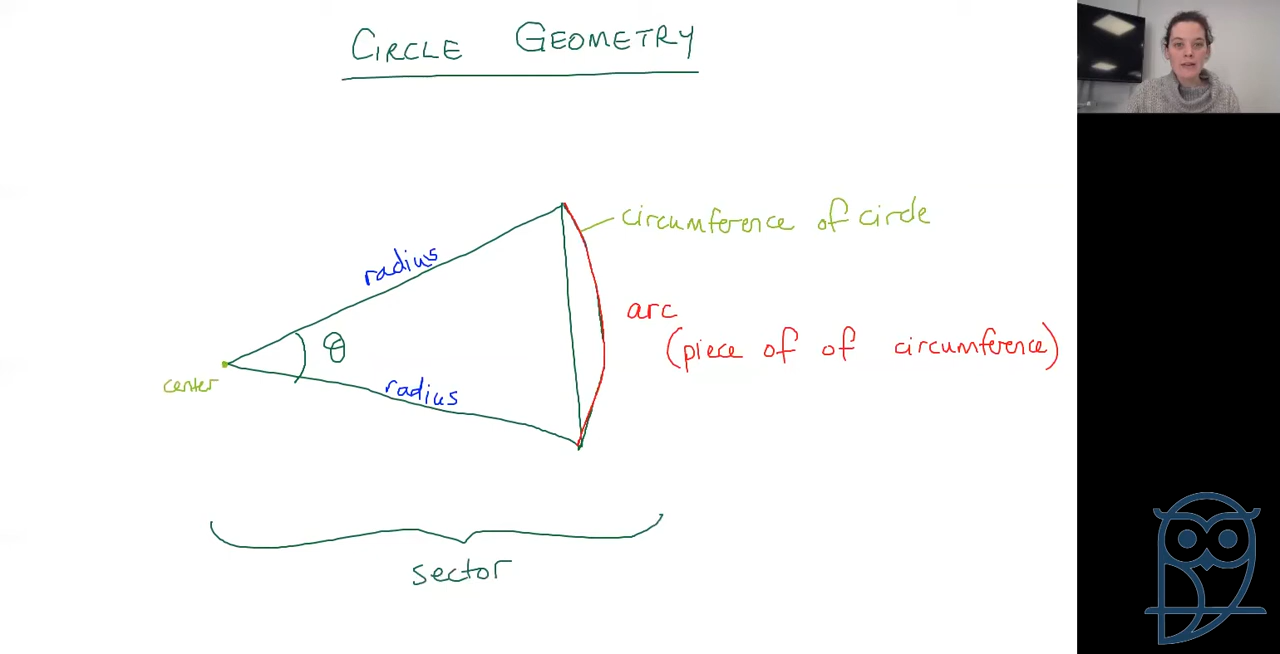 CIRCLE GEOMETRY
circumference of circle
radius
arc
θ
(piece of of circumference)
center
radius
sector